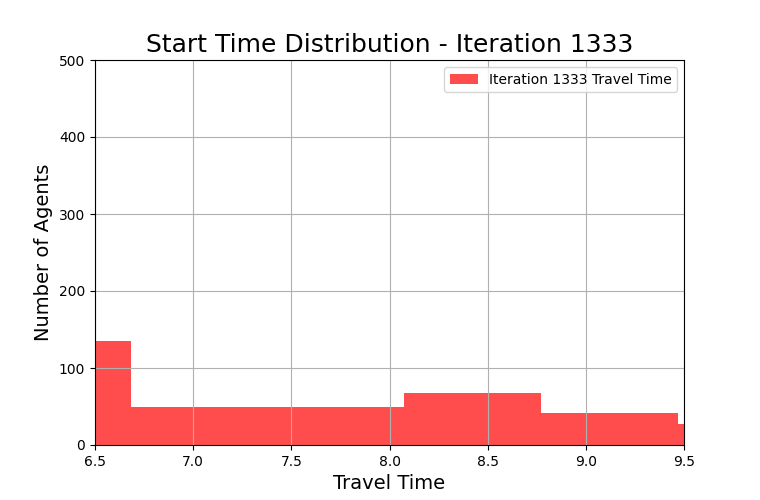 Start Time Distribution - Iteration 1333
Iteration 1333 Travel Time
Number of Agents
500
400
300
200
100
0
6.5 7.0 7.5 8.0 8.5 9.0 9.5
Travel Time